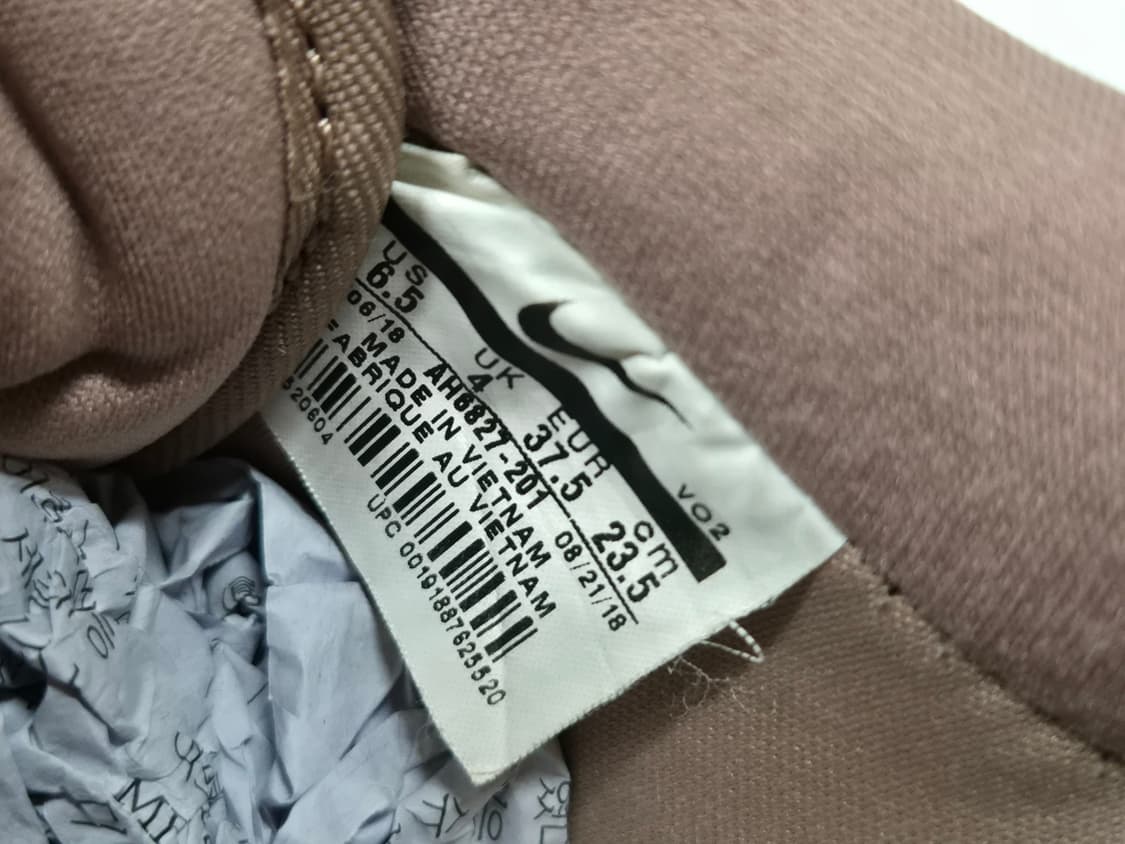 VO2
US UK EUR cm
6.5 4 37.5 23.5
06/18 AH6827-201 08/21/18
MADE IN VIETNAM
FABRIQUE AU VIETNAM
520604
UPC 00191887625520